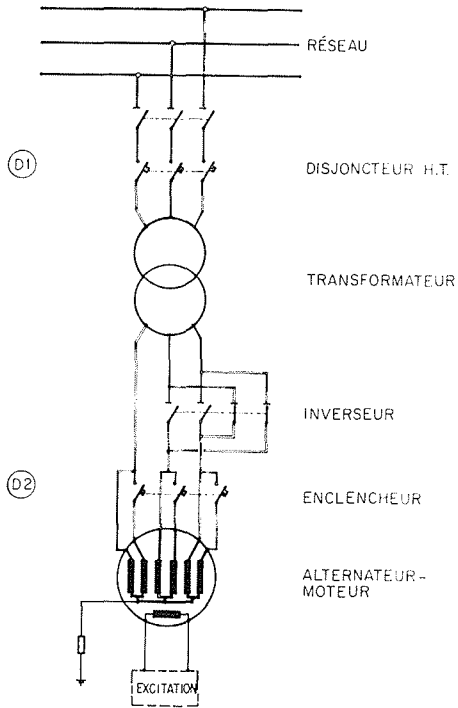 RÉSEAU
D1
DISJONCTEUR H.T.
TRANSFORMATEUR
INVERSEUR
D2
ENCLENCHEUR
ALTERNATEUR-
MOTEUR
EXCITATION